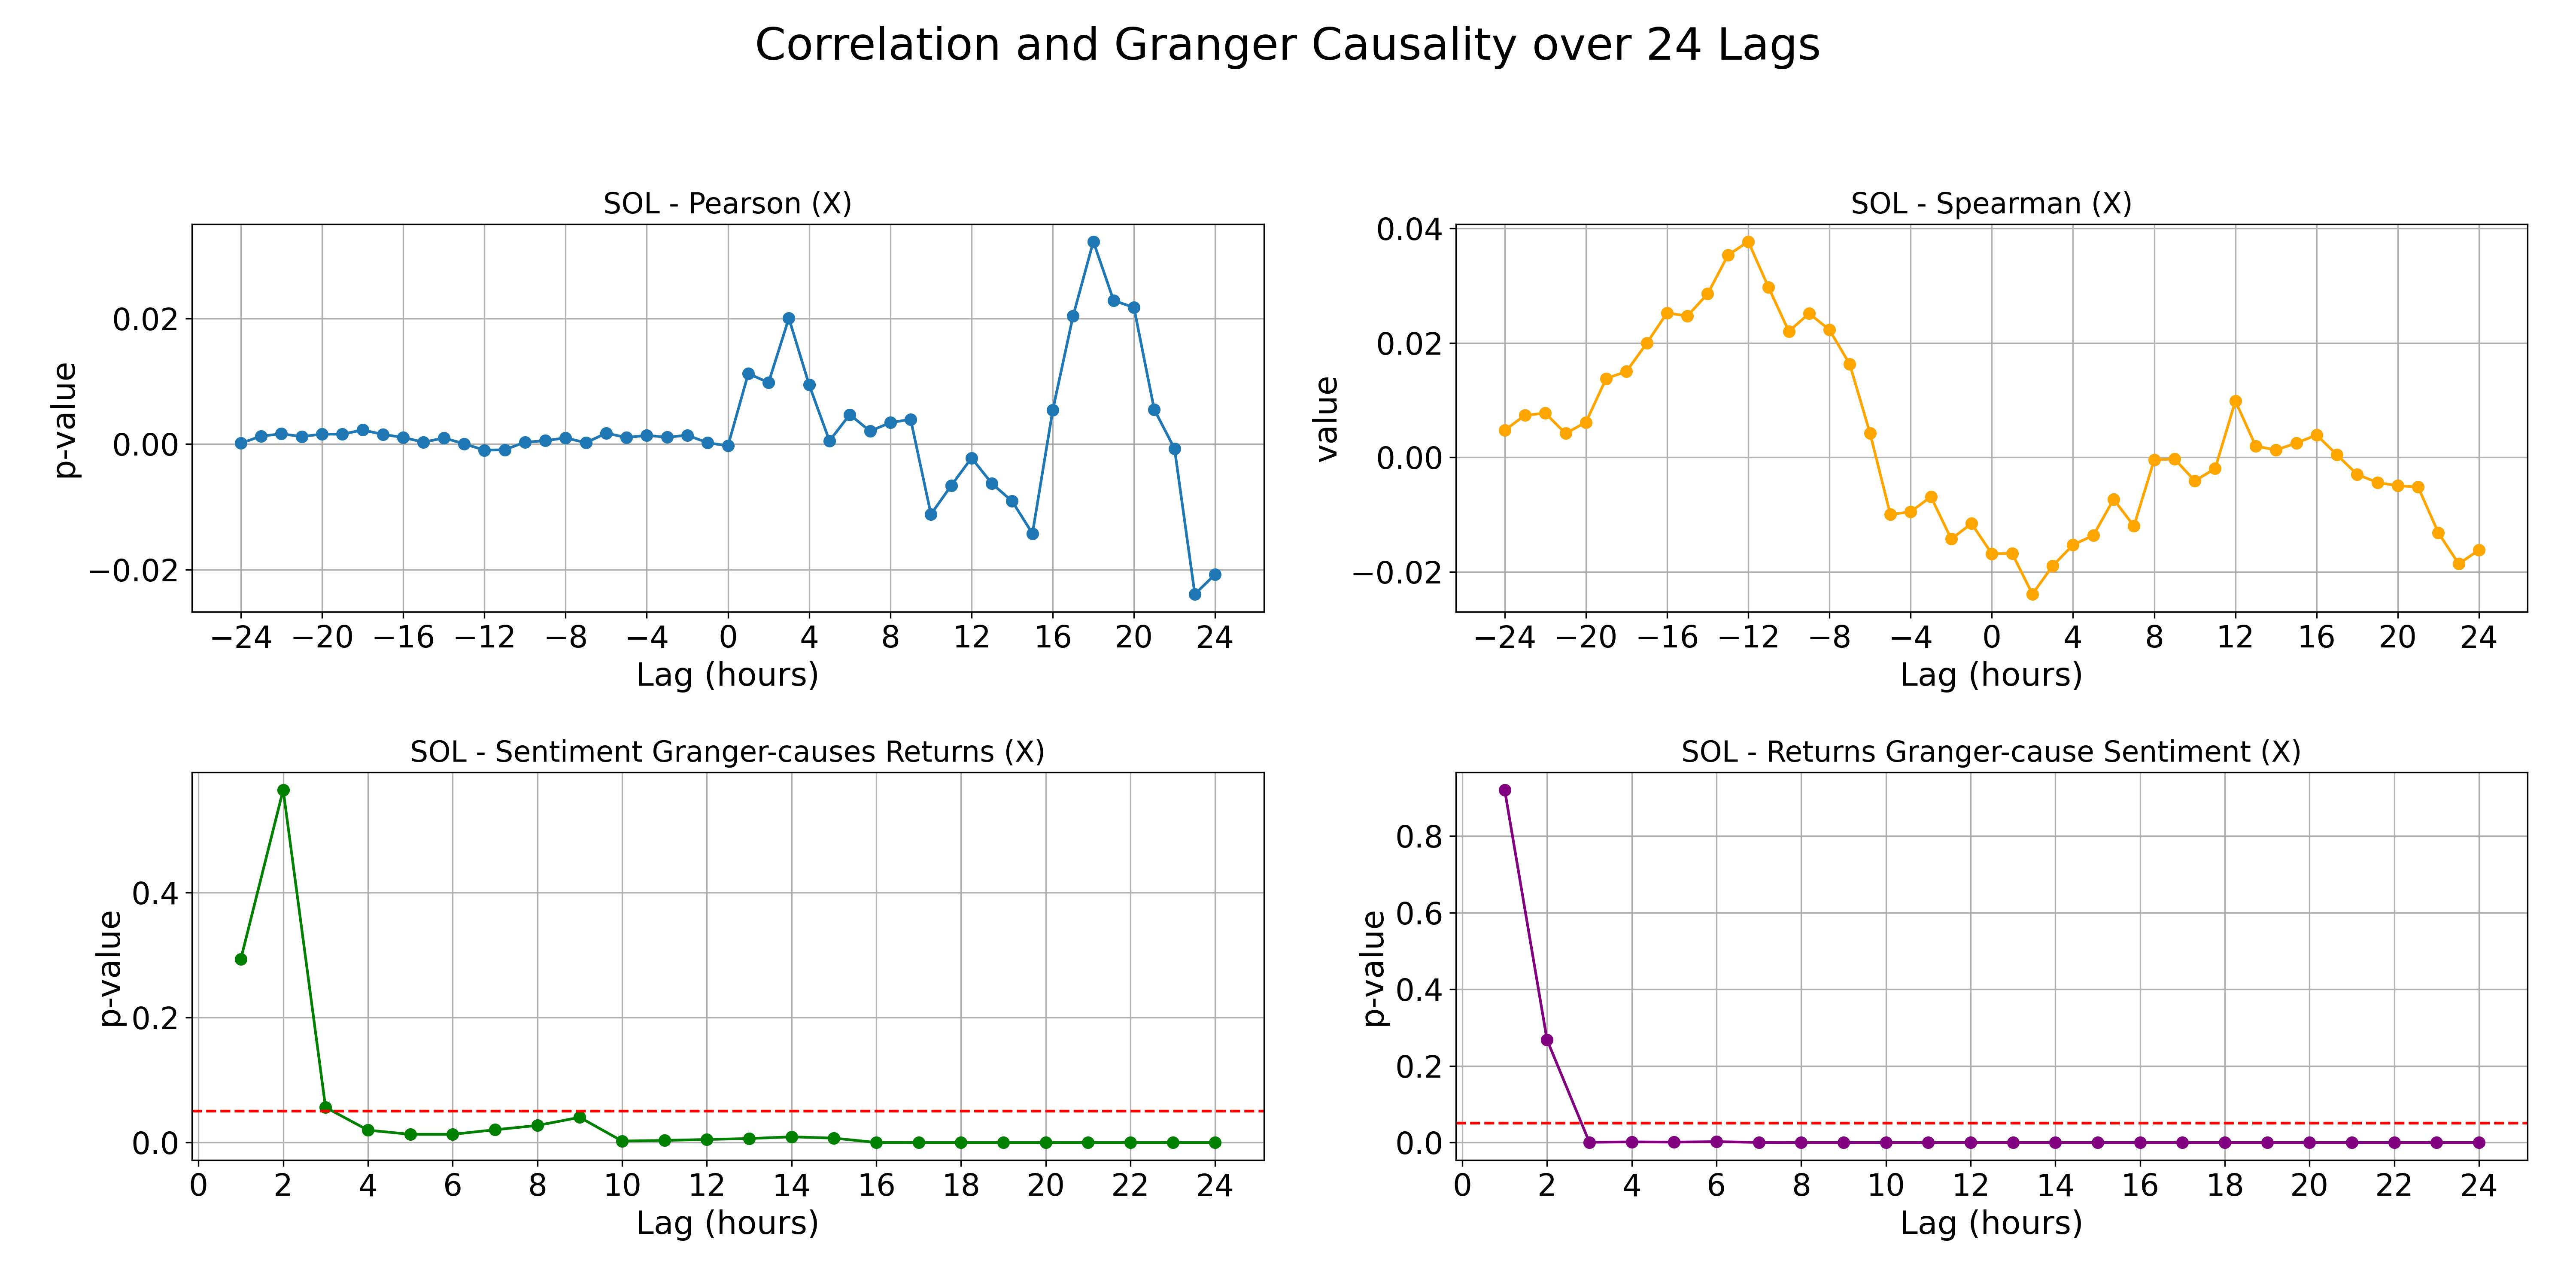 Correlation and Granger Causality over 24 Lags
SOL - Pearson (X)
p-value
0.02
0.00
−0.02
−24 −20 −16 −12 −8 −4 0 4 8 12 16 20 24
Lag (hours)
SOL - Spearman (X)
value
0.04
0.02
0.00
−0.02
−24 −20 −16 −12 −8 −4 0 4 8 12 16 20 24
Lag (hours)
SOL - Sentiment Granger-causes Returns (X)
p-value
0.4
0.2
0.0
0 2 4 6 8 10 12 14 16 18 20 22 24
Lag (hours)
SOL - Returns Granger-cause Sentiment (X)
p-value
0.8
0.6
0.4
0.2
0.0
0 2 4 6 8 10 12 14 16 18 20 22 24
Lag (hours)